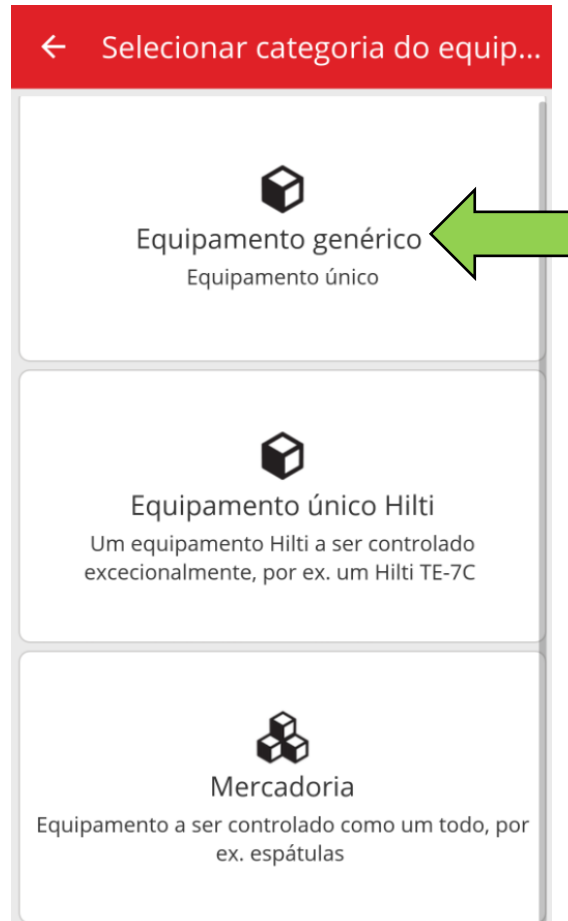 Selecionar categoria do equip...
Equipamento genérico
Equipamento único
Equipamento único Hilti
Um equipamento Hilti a ser controlado
excecionalmente, por ex. um Hilti TE-7C
Mercadoria
Equipamento a ser controlado como um todo, por
ex. espátulas